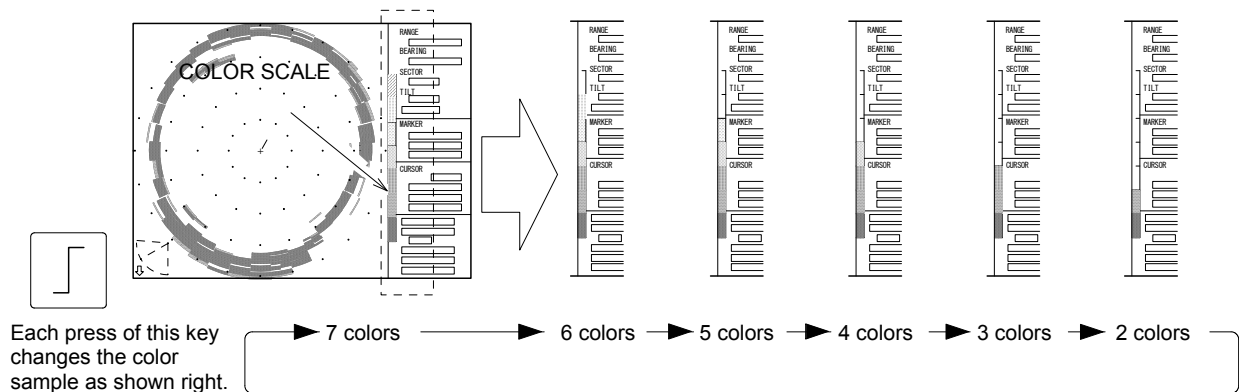 RANGE
BEARING
COLOR SCALE
SECTOR
TILT
MARKER
CURSOR
RANGE
BEARING
SECTOR
TILT
MARKER
CURSOR
RANGE
BEARING
SECTOR
TILT
MARKER
CURSOR
RANGE
BEARING
SECTOR
TILT
MARKER
CURSOR
RANGE
BEARING
SECTOR
TILT
MARKER
CURSOR
RANGE
BEARING
SECTOR
TILT
MARKER
CURSOR
Each press of this key
changes the color
sample as shown right.
7 colors 6 colors 5 colors 4 colors 3 colors 2 colors